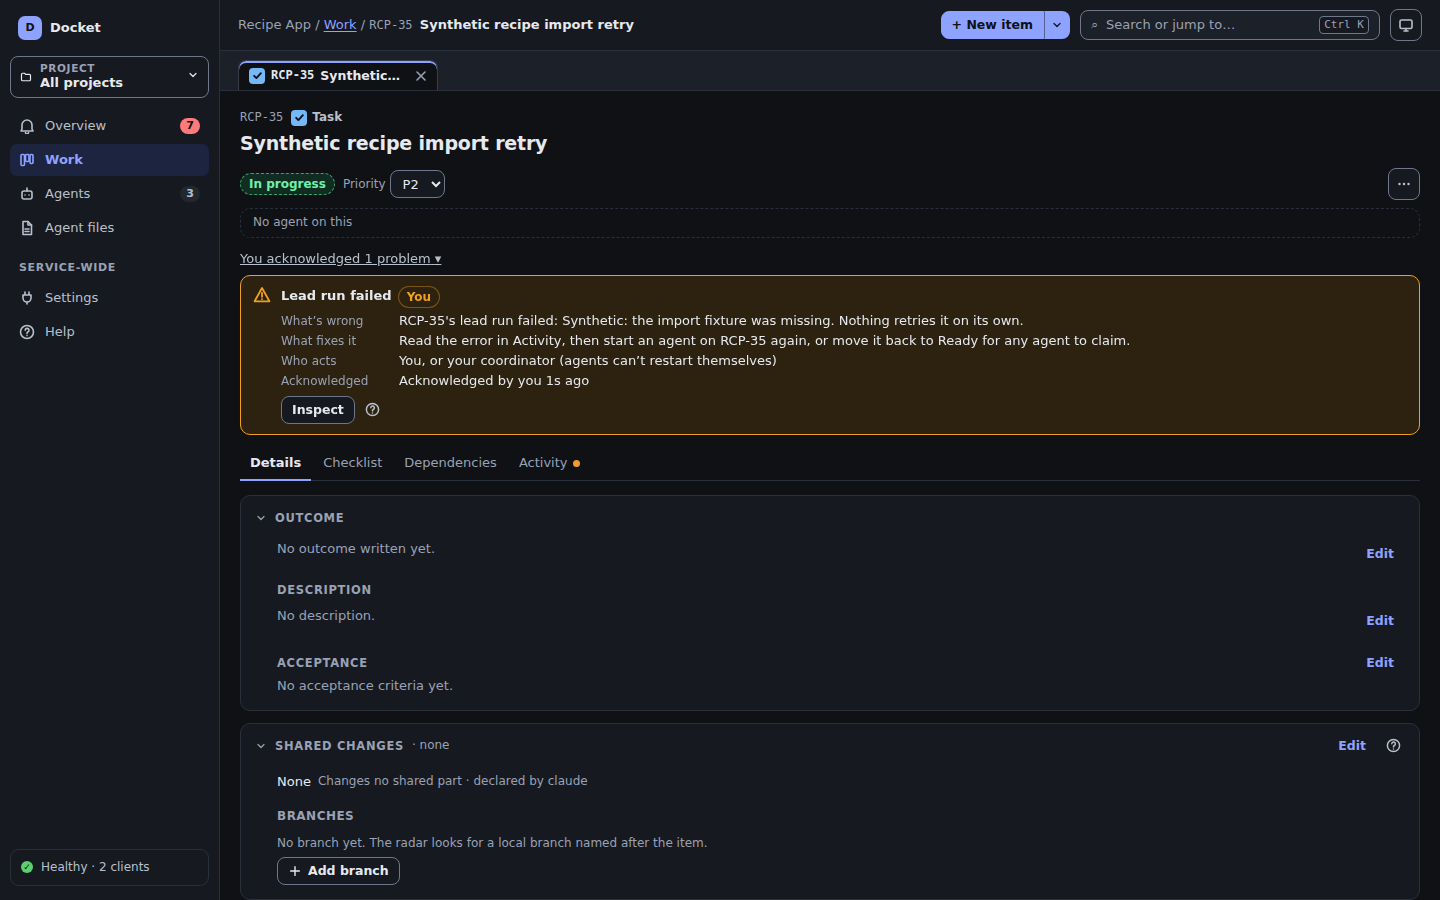 D Docket
Recipe App / Work / RCP-35 Synthetic recipe import retry
+ New item
Search or jump to...
Ctrl K
PROJECT
All projects
Overview 7
Work
Agents 3
Agent files
SERVICE-WIDE
Settings
Help
Healthy · 2 clients
RCP-35 Synthetic...
RCP-35 Task
Synthetic recipe import retry
In progress Priority P2
No agent on this
You acknowledged 1 problem ▾
Lead run failed You
What's wrong RCP-35's lead run failed: Synthetic: the import fixture was missing. Nothing retries it on its own.
What fixes it Read the error in Activity, then start an agent on RCP-35 again, or move it back to Ready for any agent to claim.
Who acts You, or your coordinator (agents can't restart themselves)
Acknowledged Acknowledged by you 1s ago
Inspect
Details Checklist Dependencies Activity
OUTCOME
No outcome written yet.
Edit
DESCRIPTION
No description.
Edit
ACCEPTANCE
Edit
No acceptance criteria yet.
SHARED CHANGES · none
Edit
None Changes no shared part · declared by claude
BRANCHES
No branch yet. The radar looks for a local branch named after the item.
+ Add branch